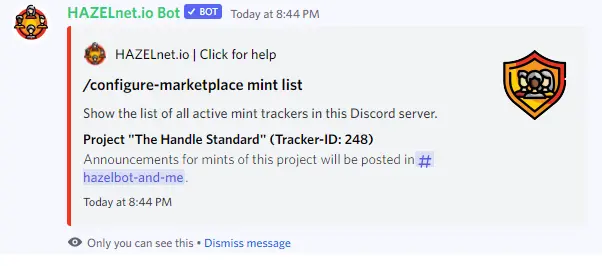 HAZELnet.io Bot ✓ BOT Today at 8:44 PM
HAZELnet.io | Click for help
/configure-marketplace mint list
Show the list of all active mint trackers in this Discord server.
Project "The Handle Standard" (Tracker-ID: 248)
Announcements for mints of this project will be posted in #
hazelbot-and-me.
Today at 8:44 PM
Only you can see this • Dismiss message